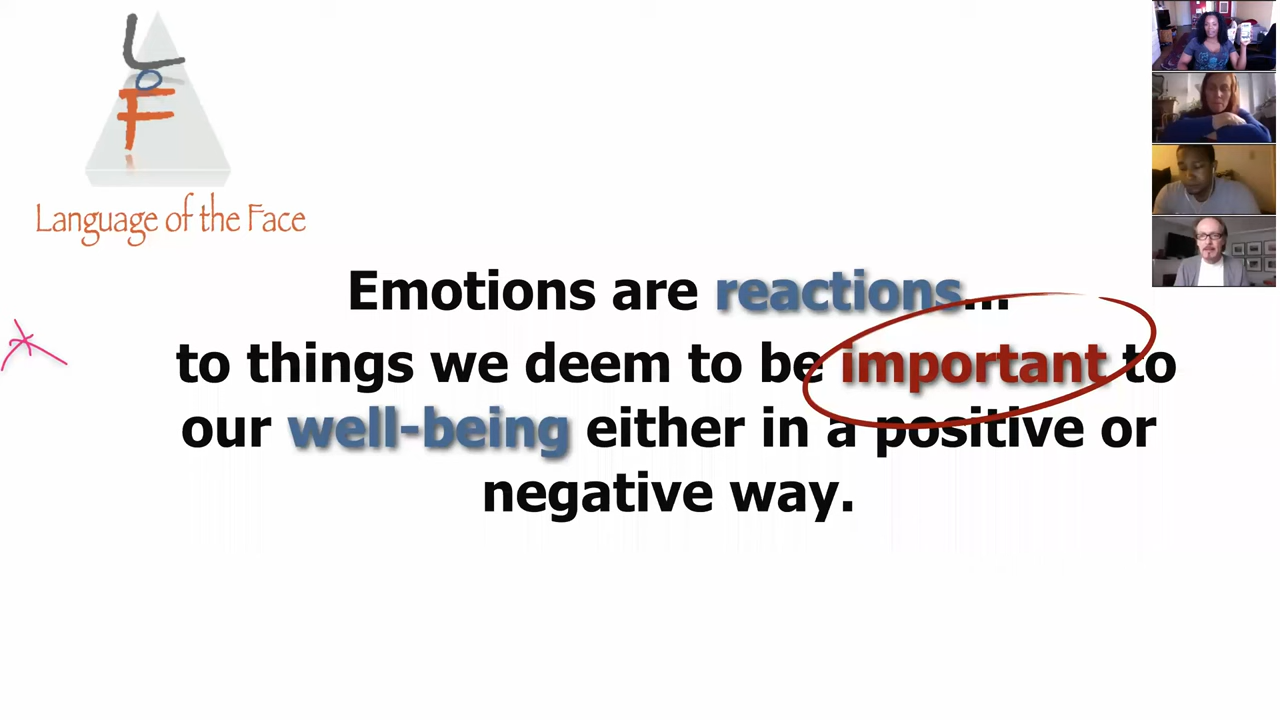 LoF
Language of the Face
Emotions are reactions...
to things we deem to be important to
our well-being either in a positive or
negative way.